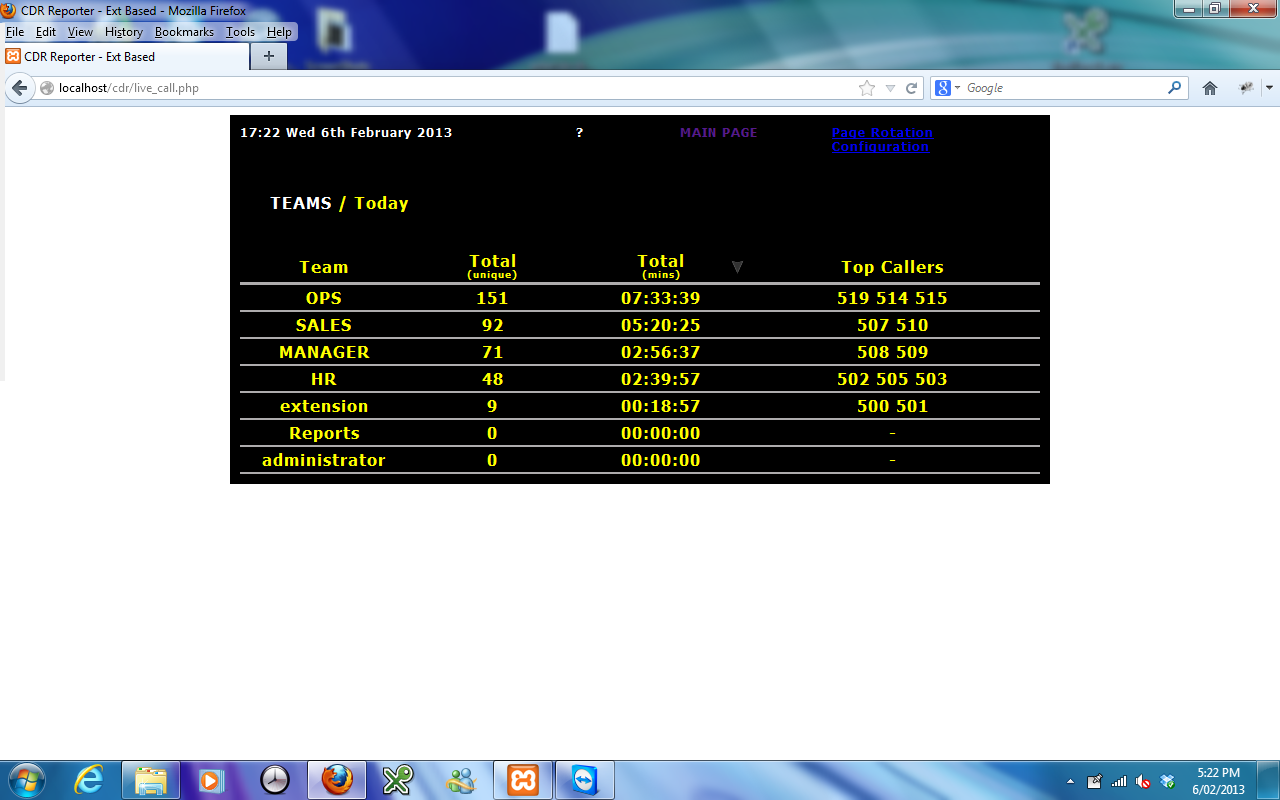 CDR Reporter - Ext Based - Mozilla Firefox
File Edit View History Bookmarks Tools Help
CDR Reporter - Ext Based
localhost/cdr/live_call.php
Google
17:22 Wed 6th February 2013 ? MAIN PAGE Page Rotation
Configuration
TEAMS / Today
Team Total (unique) Total (mins) Top Callers
OPS 151 07:33:39 519 514 515
SALES 92 05:20:25 507 510
MANAGER 71 02:56:37 508 509
HR 48 02:39:57 502 505 503
extension 9 00:18:57 500 501
Reports 0 00:00:00 -
administrator 0 00:00:00 -
5:22 PM
6/02/2013